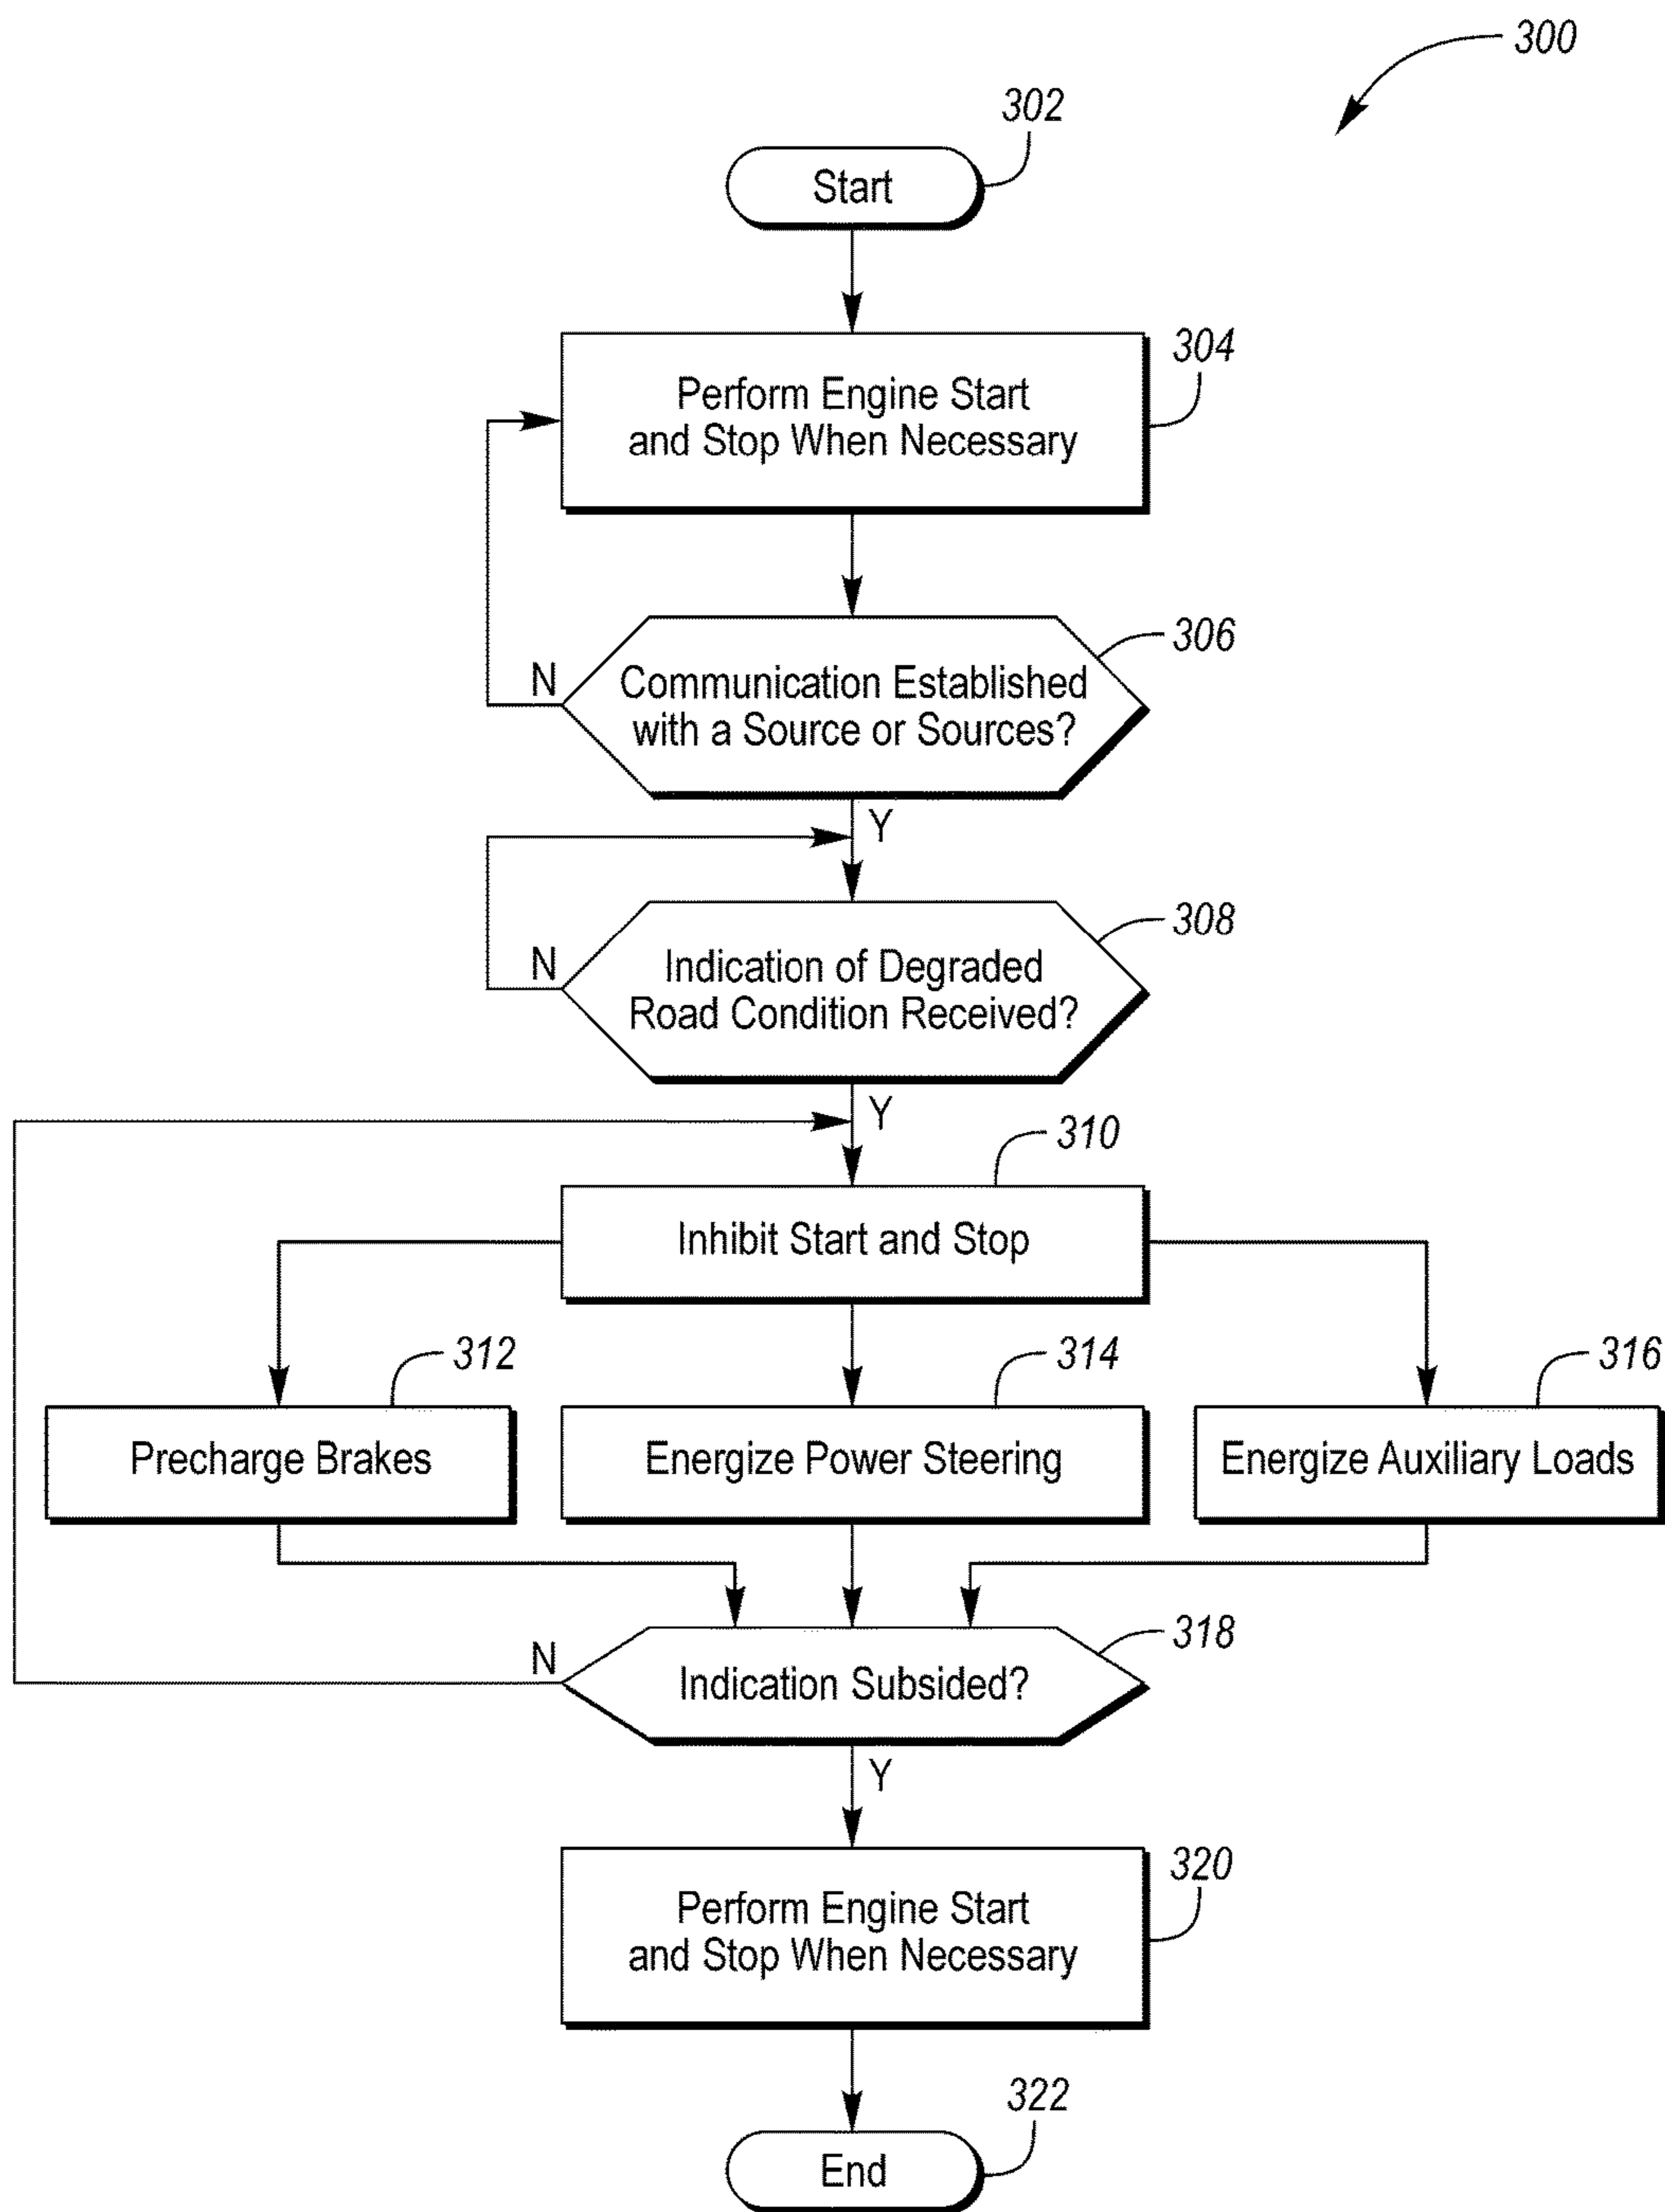 300
302
Start
304
Perform Engine Start
and Stop When Necessary
306
N
Communication Established
with a Source or Sources?
Y
308
N
Indication of Degraded
Road Condition Received?
Y
310
Inhibit Start and Stop
312
314
316
Precharge Brakes
Energize Power Steering
Energize Auxiliary Loads
318
N
Indication Subsided?
Y
320
Perform Engine Start
and Stop When Necessary
322
End